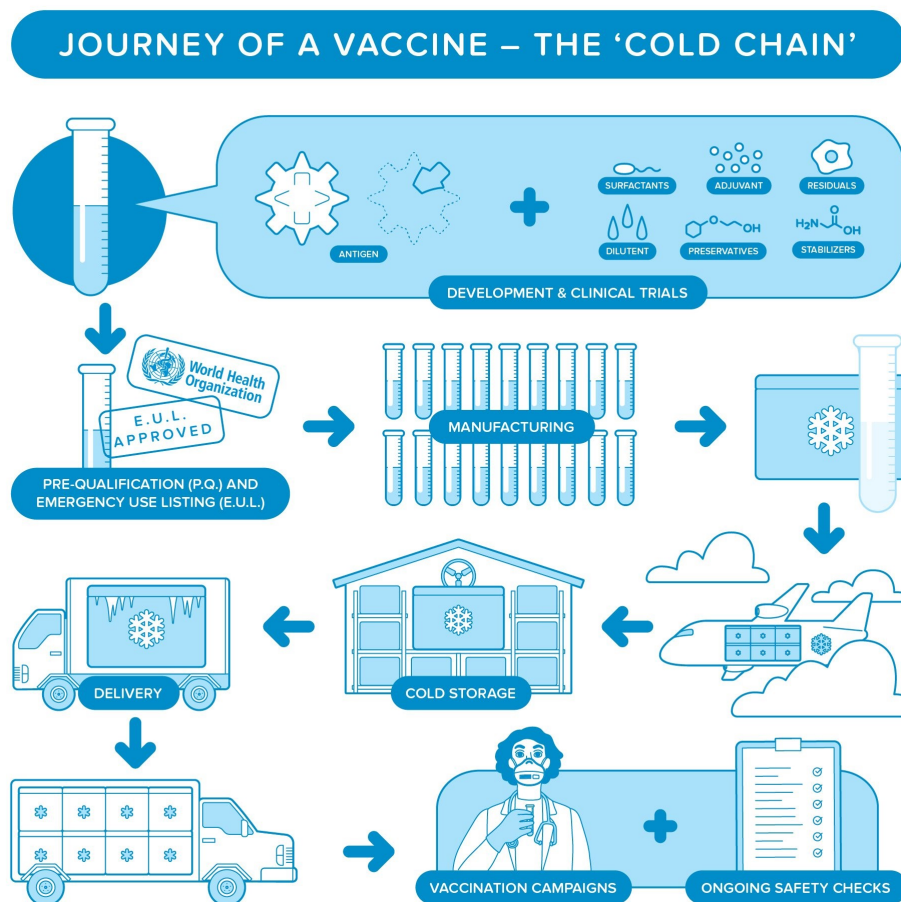 JOURNEY OF A VACCINE – THE ‘COLD CHAIN’
ANTIGEN
SURFACTANTS
ADJUVANT
RESIDUALS
DILUTENT
OH
PRESERVATIVES
H₂N
O
OH
STABILIZERS
O
DEVELOPMENT & CLINICAL TRIALS
World Health
Organization
E.U.L.
APPROVED
PRE-QUALIFICATION (P.Q.) AND
EMERGENCY USE LISTING (E.U.L.)
MANUFACTURING
DELIVERY
COLD STORAGE
VACCINATION CAMPAIGNS
ONGOING SAFETY CHECKS